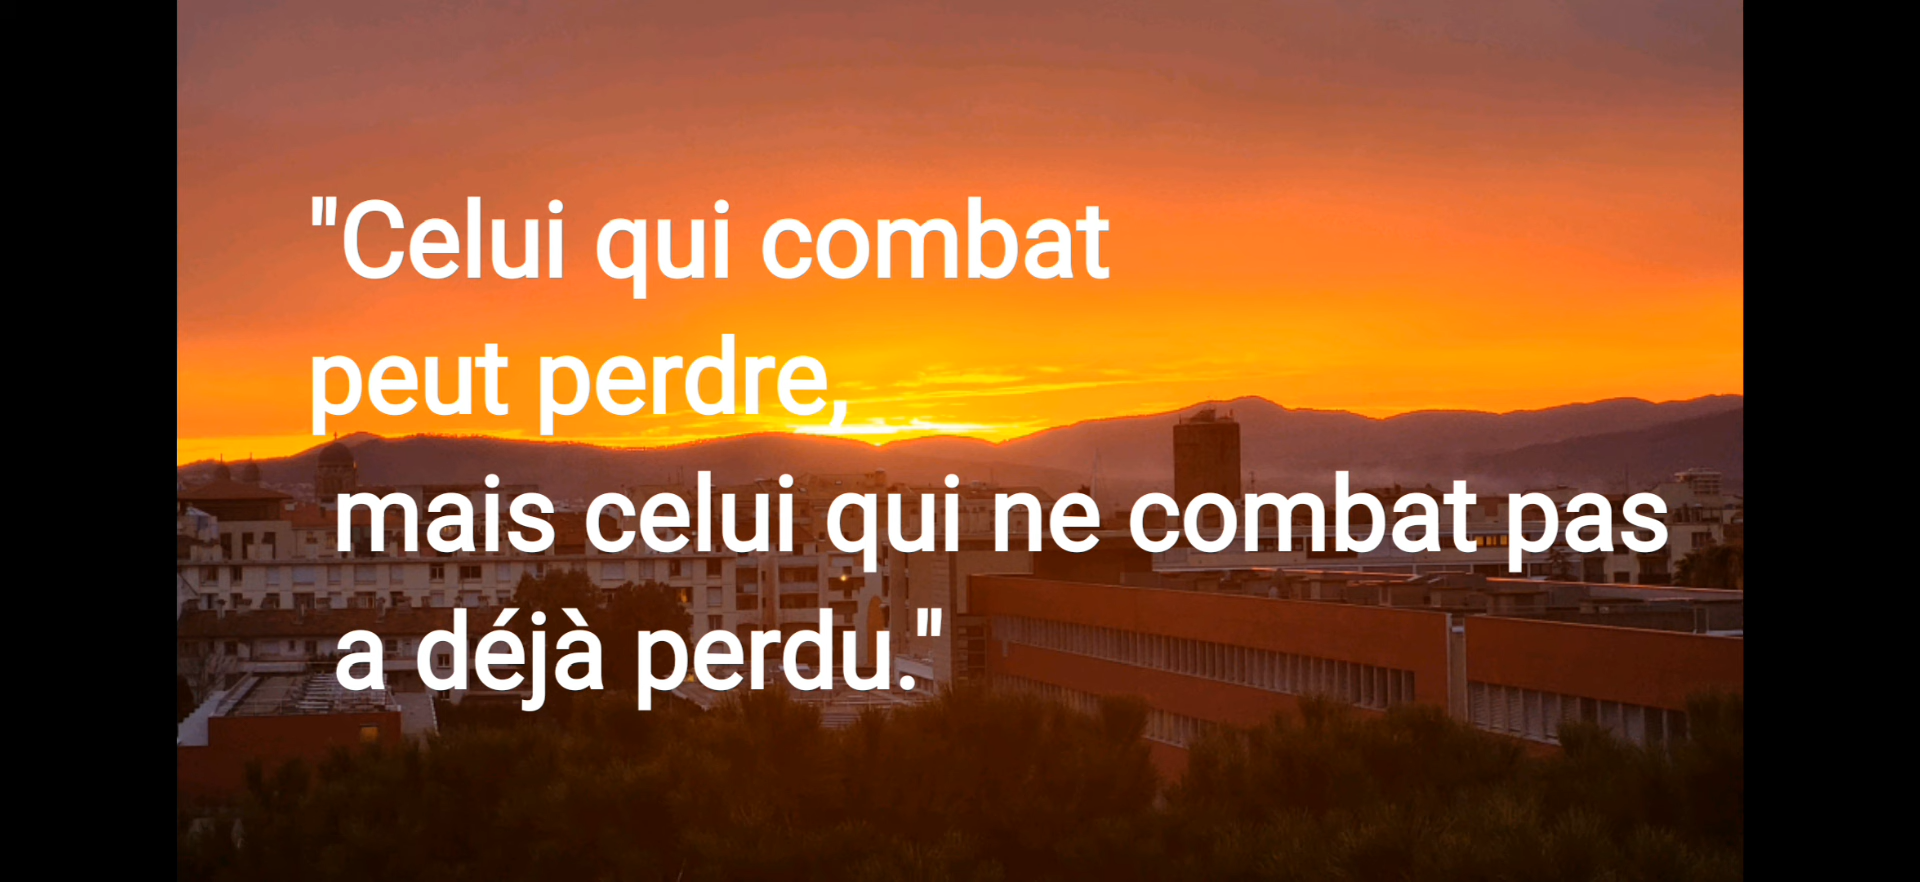 "Celui qui combat
peut perdre,
mais celui qui ne combat pas
a déjà perdu."